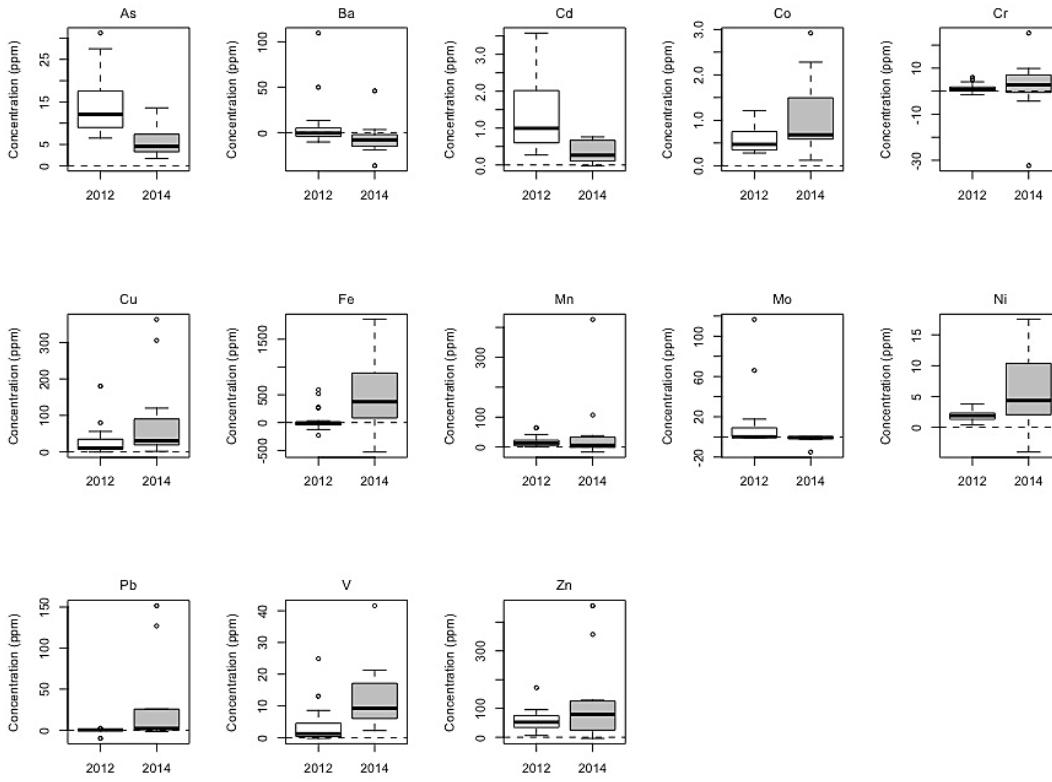 As
Concentration (ppm)
0
5
15
25
2012 2014
Ba
Concentration (ppm)
0
50
100
2012 2014
Cd
Concentration (ppm)
0.0
1.0
2.0
3.0
2012 2014
Co
Concentration (ppm)
0.0
1.0
2.0
3.0
2012 2014
Cr
Concentration (ppm)
-30
-10
10
2012 2014
Cu
Concentration (ppm)
0
100
200
300
2012 2014
Fe
Concentration (ppm)
-500
500
1500
2012 2014
Mn
Concentration (ppm)
0
100
300
2012 2014
Mo
Concentration (ppm)
-20
20
60
100
2012 2014
Ni
Concentration (ppm)
0
5
10
15
2012 2014
Pb
Concentration (ppm)
0
50
100
150
2012 2014
V
Concentration (ppm)
0
10
20
30
40
2012 2014
Zn
Concentration (ppm)
0
100
300
2012 2014